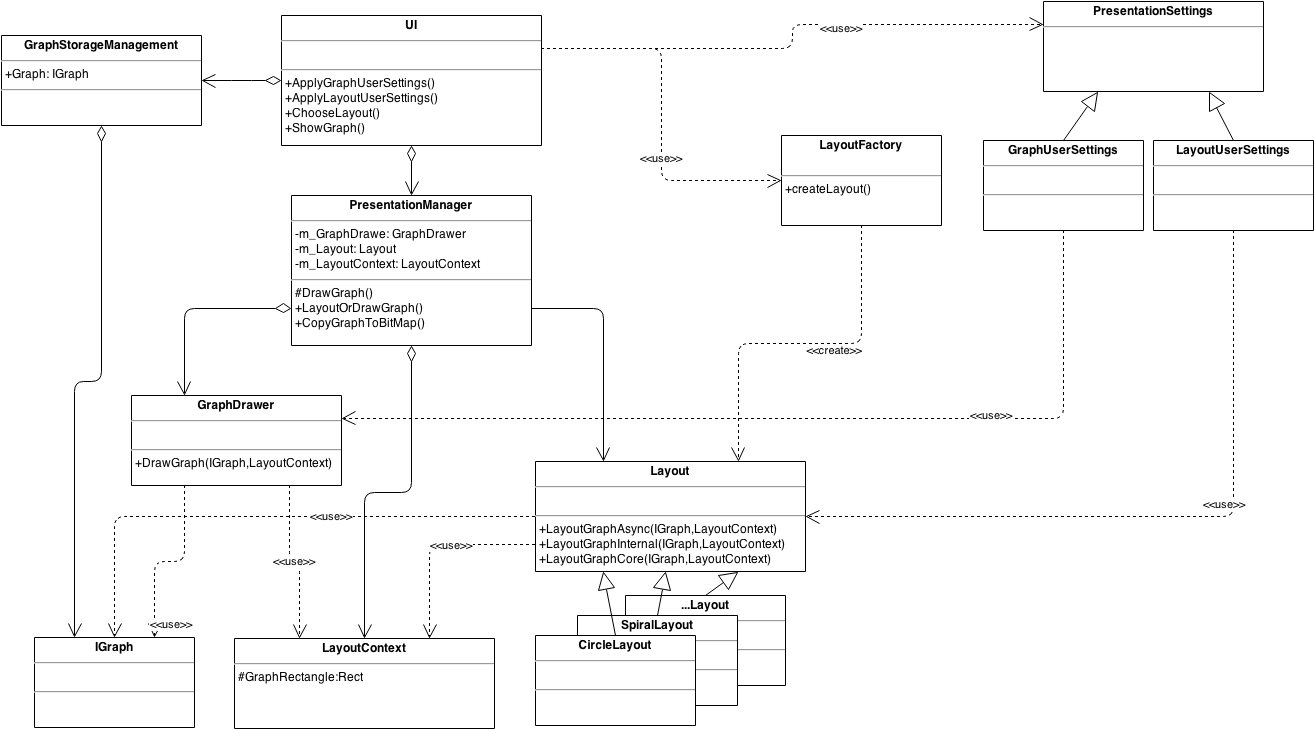 PresentationSettings
UI
<<use>>
GraphStorageManagement
+Graph: IGraph
+ApplyGraphUserSettings()
+ApplyLayoutUserSettings()
+ChooseLayout()
+ShowGraph()
LayoutFactory
+createLayout()
<<use>>
GraphUserSettings
LayoutUserSettings
PresentationManager
-m_GraphDrawe: GraphDrawer
-m_Layout: Layout
-m_LayoutContext: LayoutContext
#DrawGraph()
+LayoutOrDrawGraph()
+CopyGraphToBitMap()
<<create>>
GraphDrawer
+DrawGraph(IGraph,LayoutContext)
<<use>>
Layout
+LayoutGraphAsync(IGraph,LayoutContext)
+LayoutGraphInternal(IGraph,LayoutContext)
+LayoutGraphCore(IGraph,LayoutContext)
<<use>>
<<use>>
<<use>>
<<use>>
<<use>>
...Layout
SpiralLayout
CircleLayout
IGraph
LayoutContext
#GraphRectangle:Rect